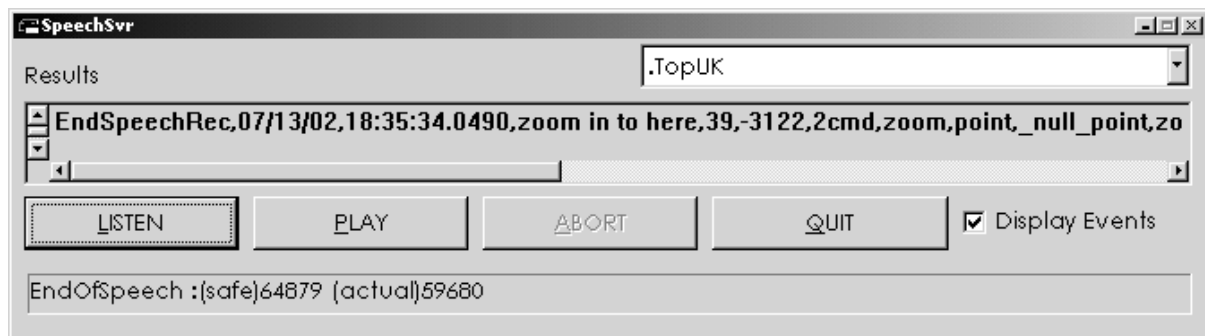 SpeechSvr
.TopUK
Results
EndSpeechRec,07/13/02,18:35:34.0490,zoom in to here,39,-3122,2cmd,zoom,point,_null_point,zo
LISTEN PLAY ABORT QUIT Display Events
EndOfSpeech :(safe)64879 (actual)59680